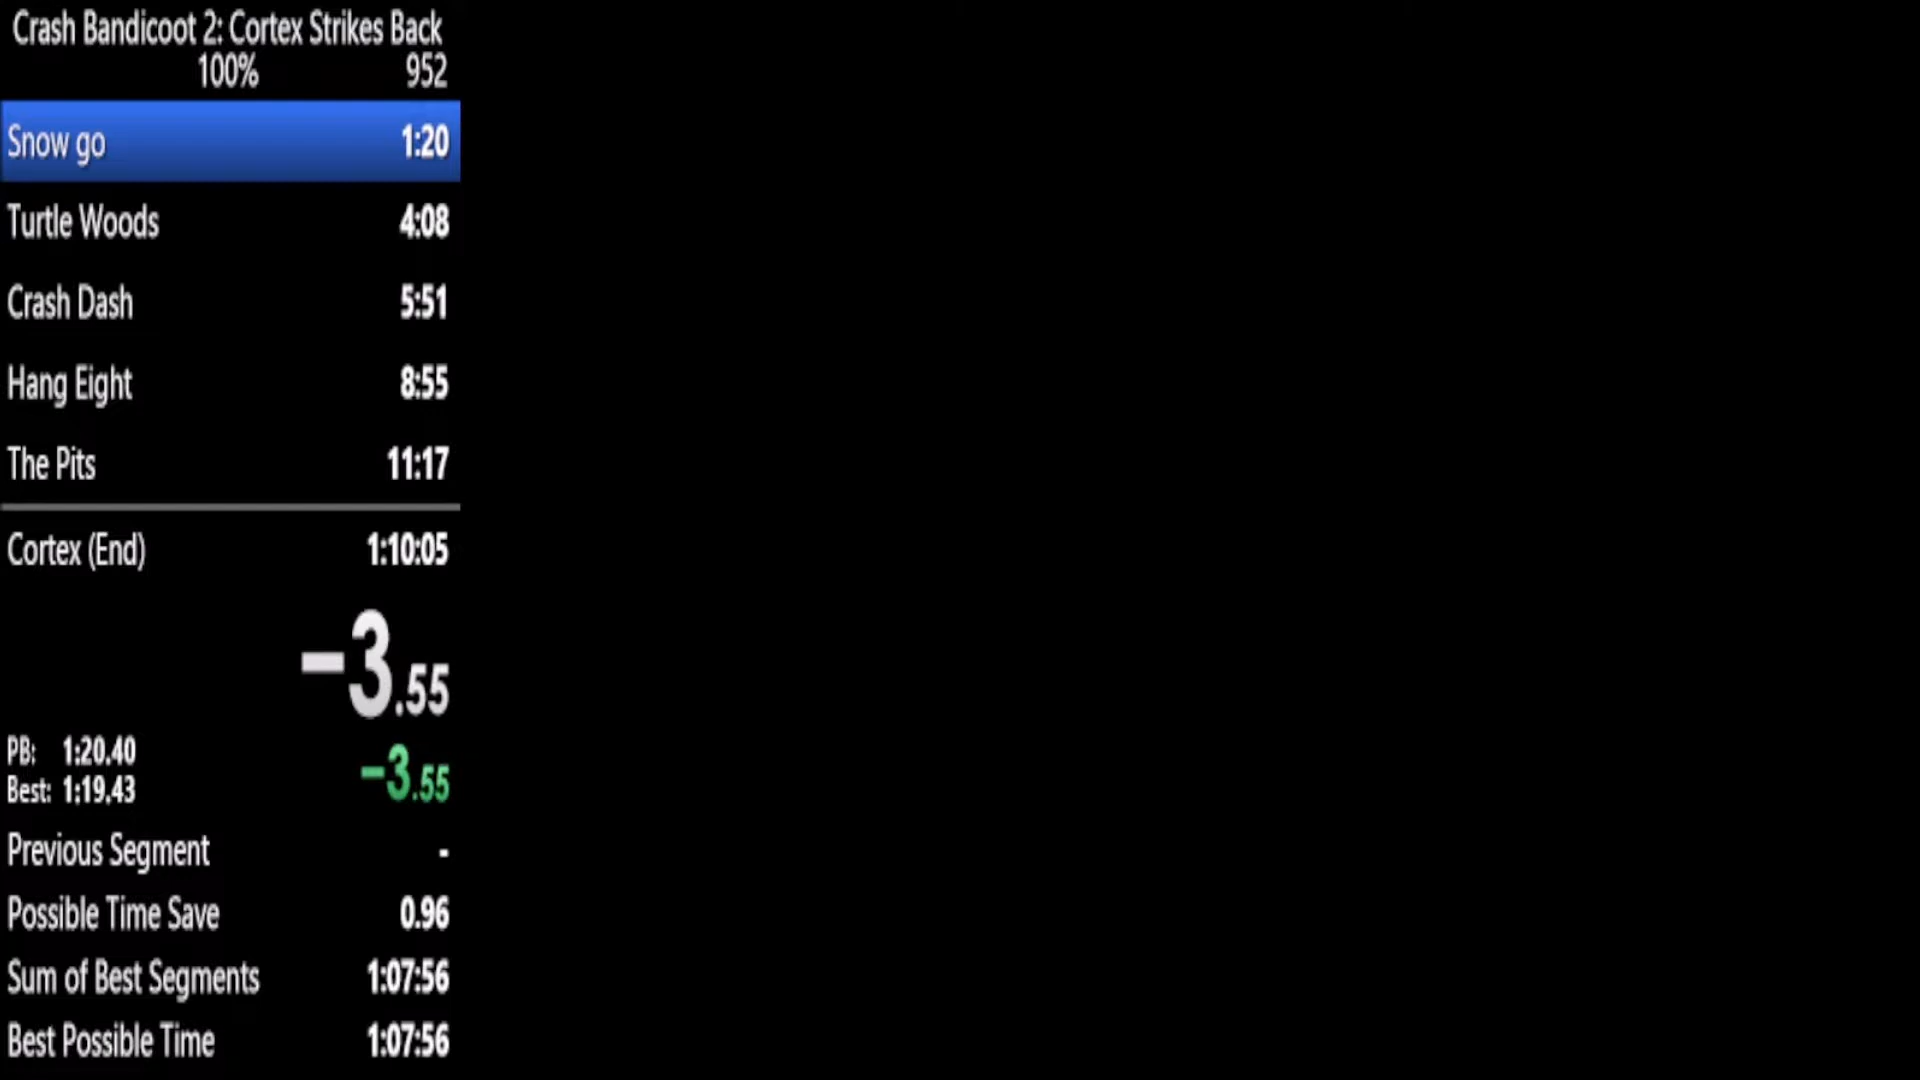 Crash Bandicoot 2: Cortex Strikes Back
100% 952
Snow go 1:20
Turtle Woods 4:08
Crash Dash 5:51
Hang Eight 8:55
The Pits 11:17
Cortex (End) 1:10:05
-3.55
PB: 1:20.40
Best: 1:19.43
-3.55
Previous Segment -
Possible Time Save 0.96
Sum of Best Segments 1:07:56
Best Possible Time 1:07:56